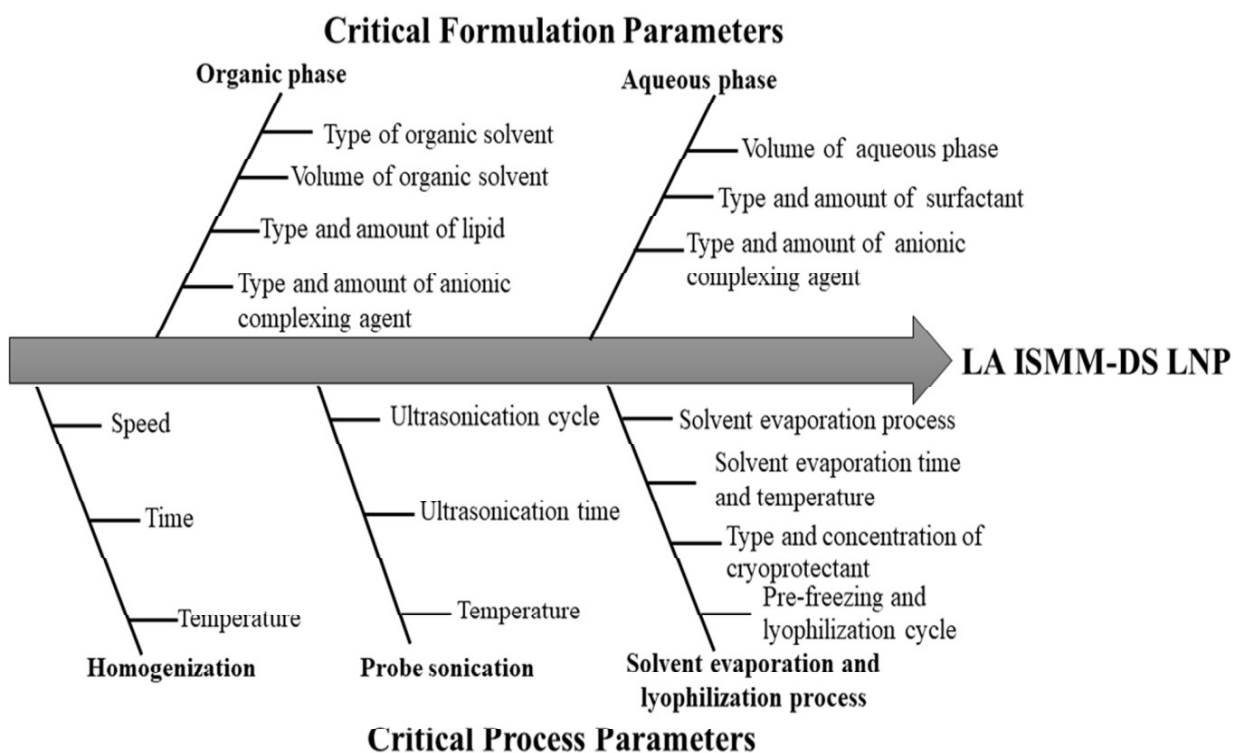 Critical Formulation Parameters
Organic phase
Type of organic solvent
Volume of organic solvent
Type and amount of lipid
Type and amount of anionic
complexing agent
Aqueous phase
Volume of aqueous phase
Type and amount of surfactant
Type and amount of anionic
complexing agent
LA ISMM-DS LNP
Speed
Time
Temperature
Homogenization
Ultrasonication cycle
Ultrasonication time
Temperature
Probe sonication
Solvent evaporation process
Solvent evaporation time
and temperature
Type and concentration of
cryoprotectant
Pre-freezing and
lyophilization cycle
Solvent evaporation and
lyophilization process
Critical Process Parameters